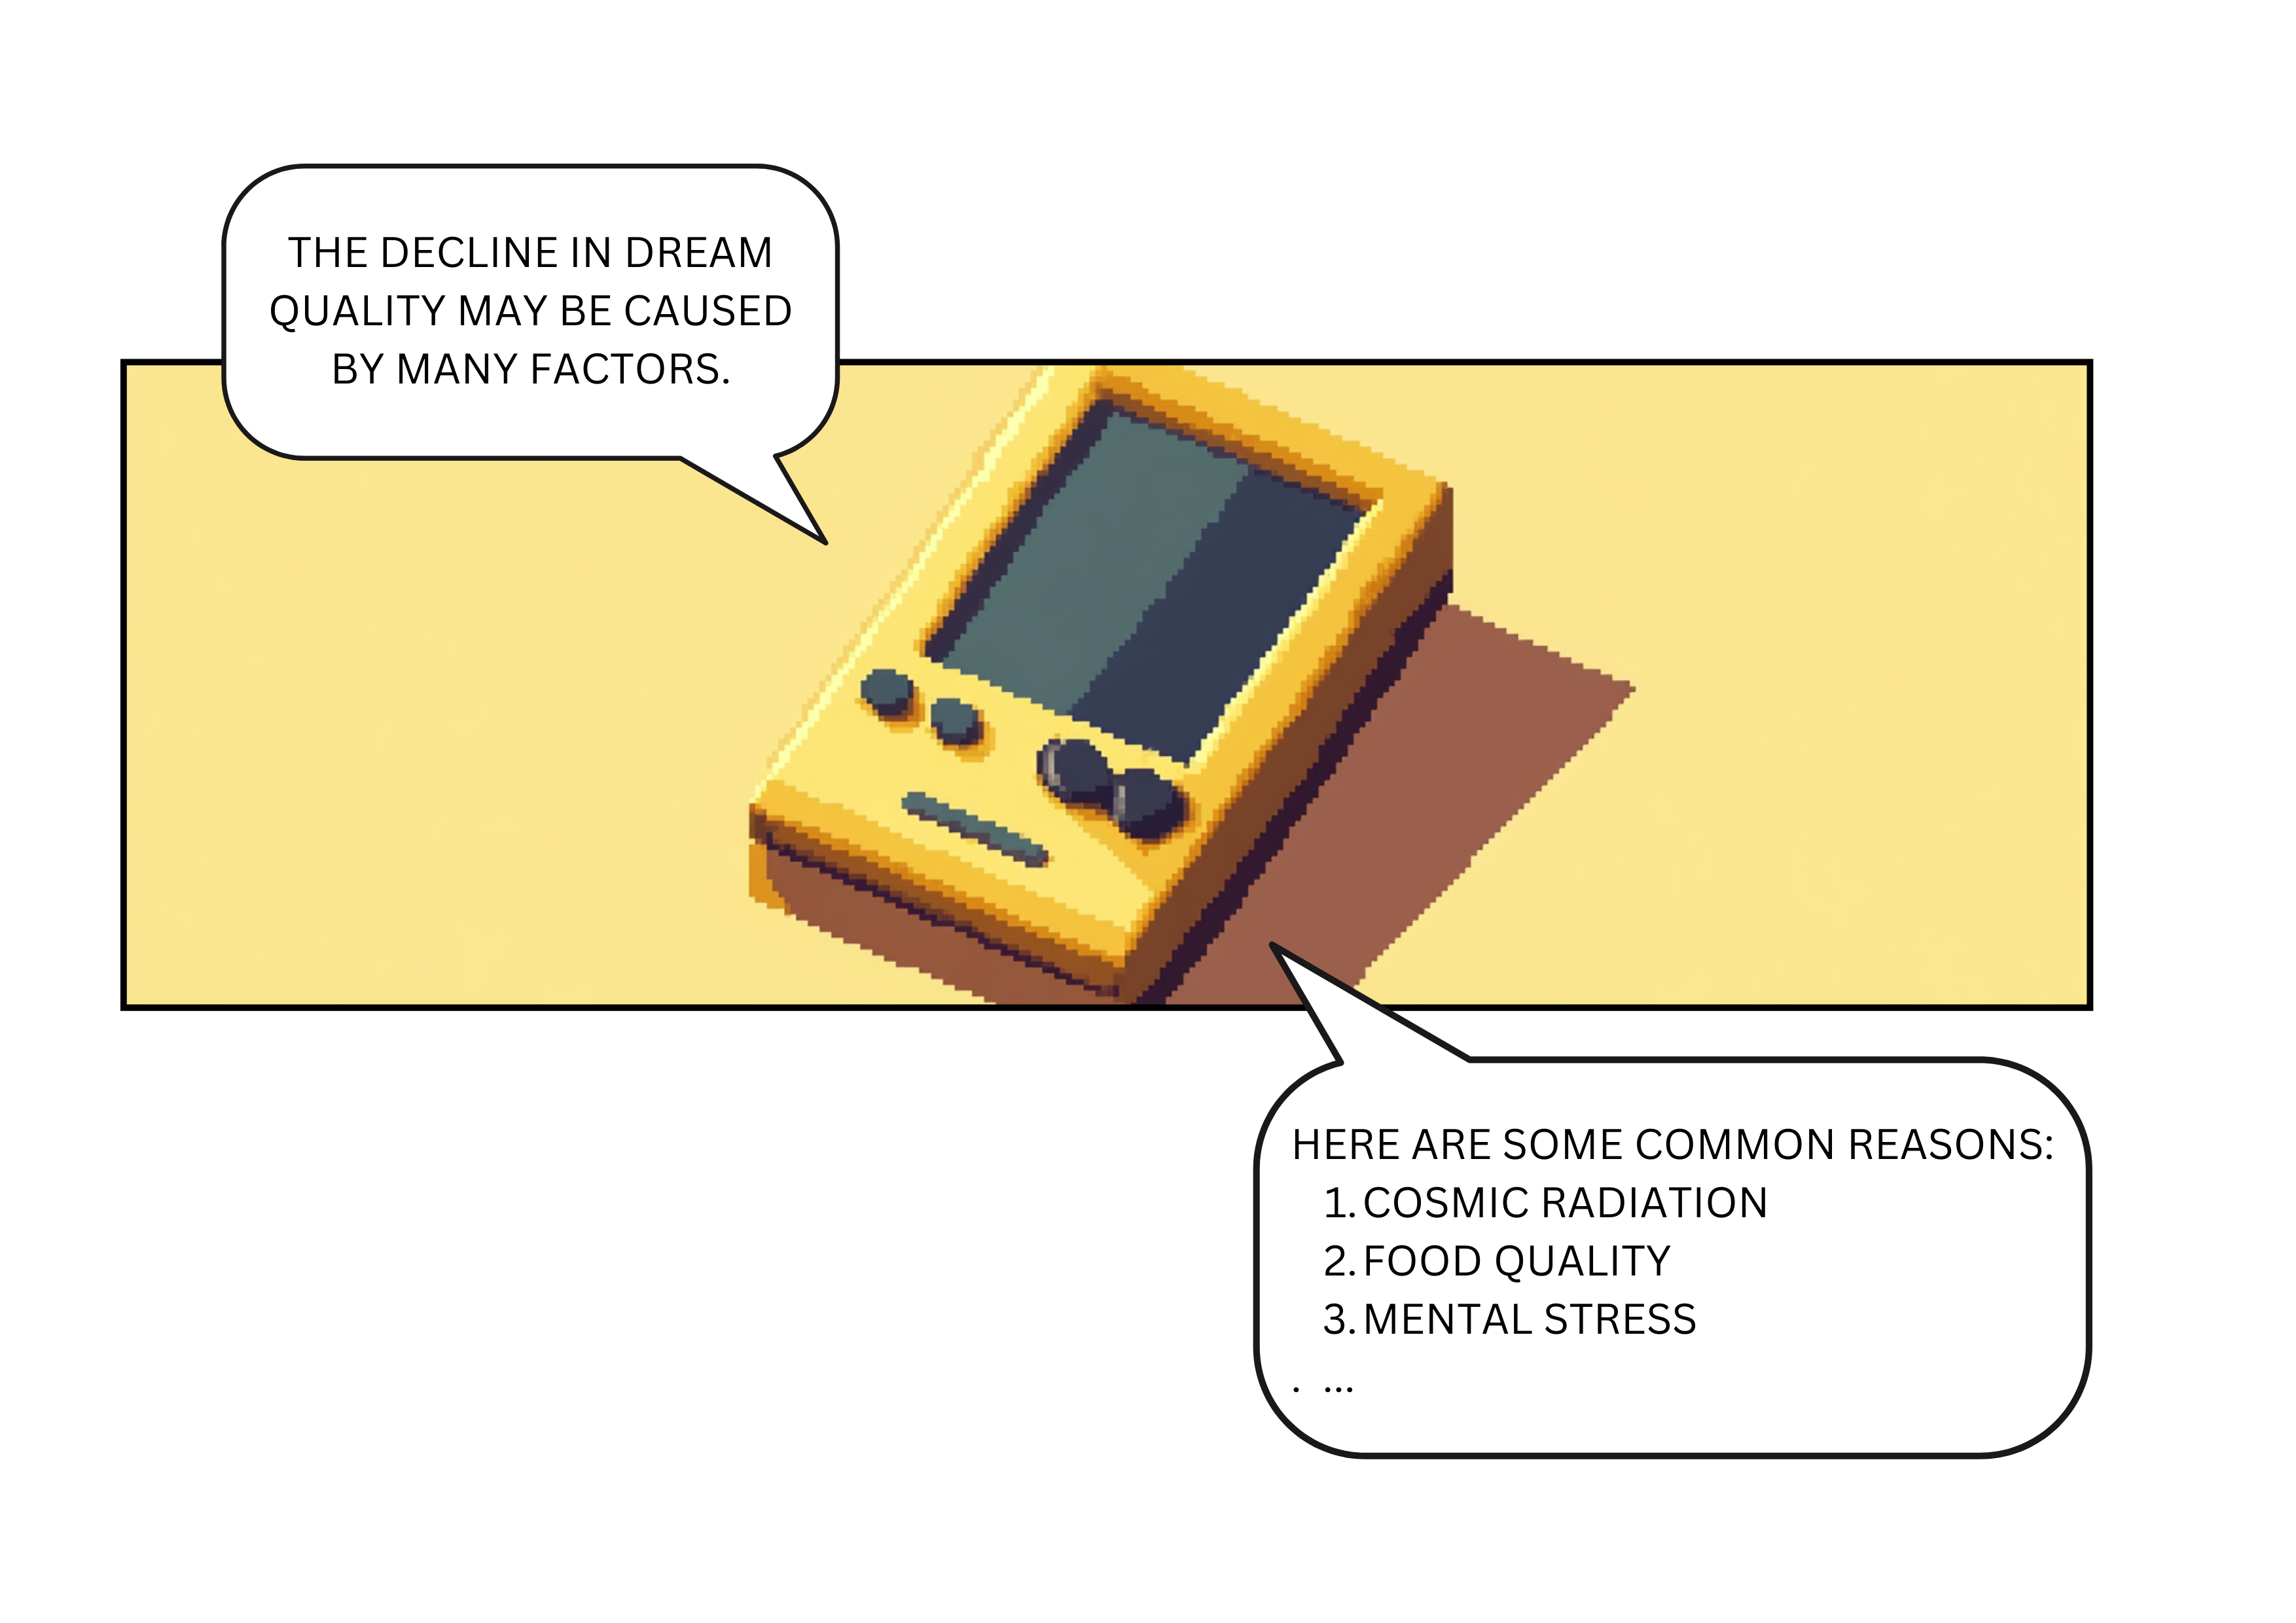 THE DECLINE IN DREAM
QUALITY MAY BE CAUSED
BY MANY FACTORS.
HERE ARE SOME COMMON REASONS:
1. COSMIC RADIATION
2. FOOD QUALITY
3. MENTAL STRESS
. ...